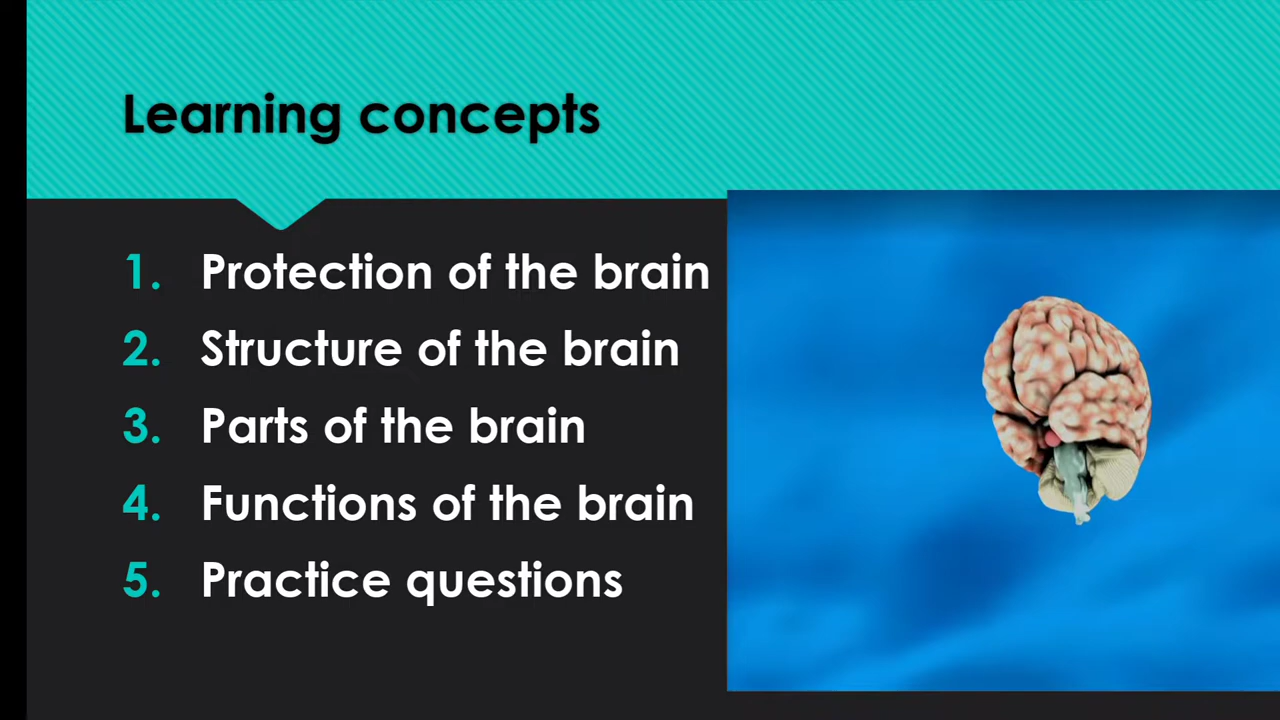 Learning concepts
1. Protection of the brain
2. Structure of the brain
3. Parts of the brain
4. Functions of the brain
5. Practice questions